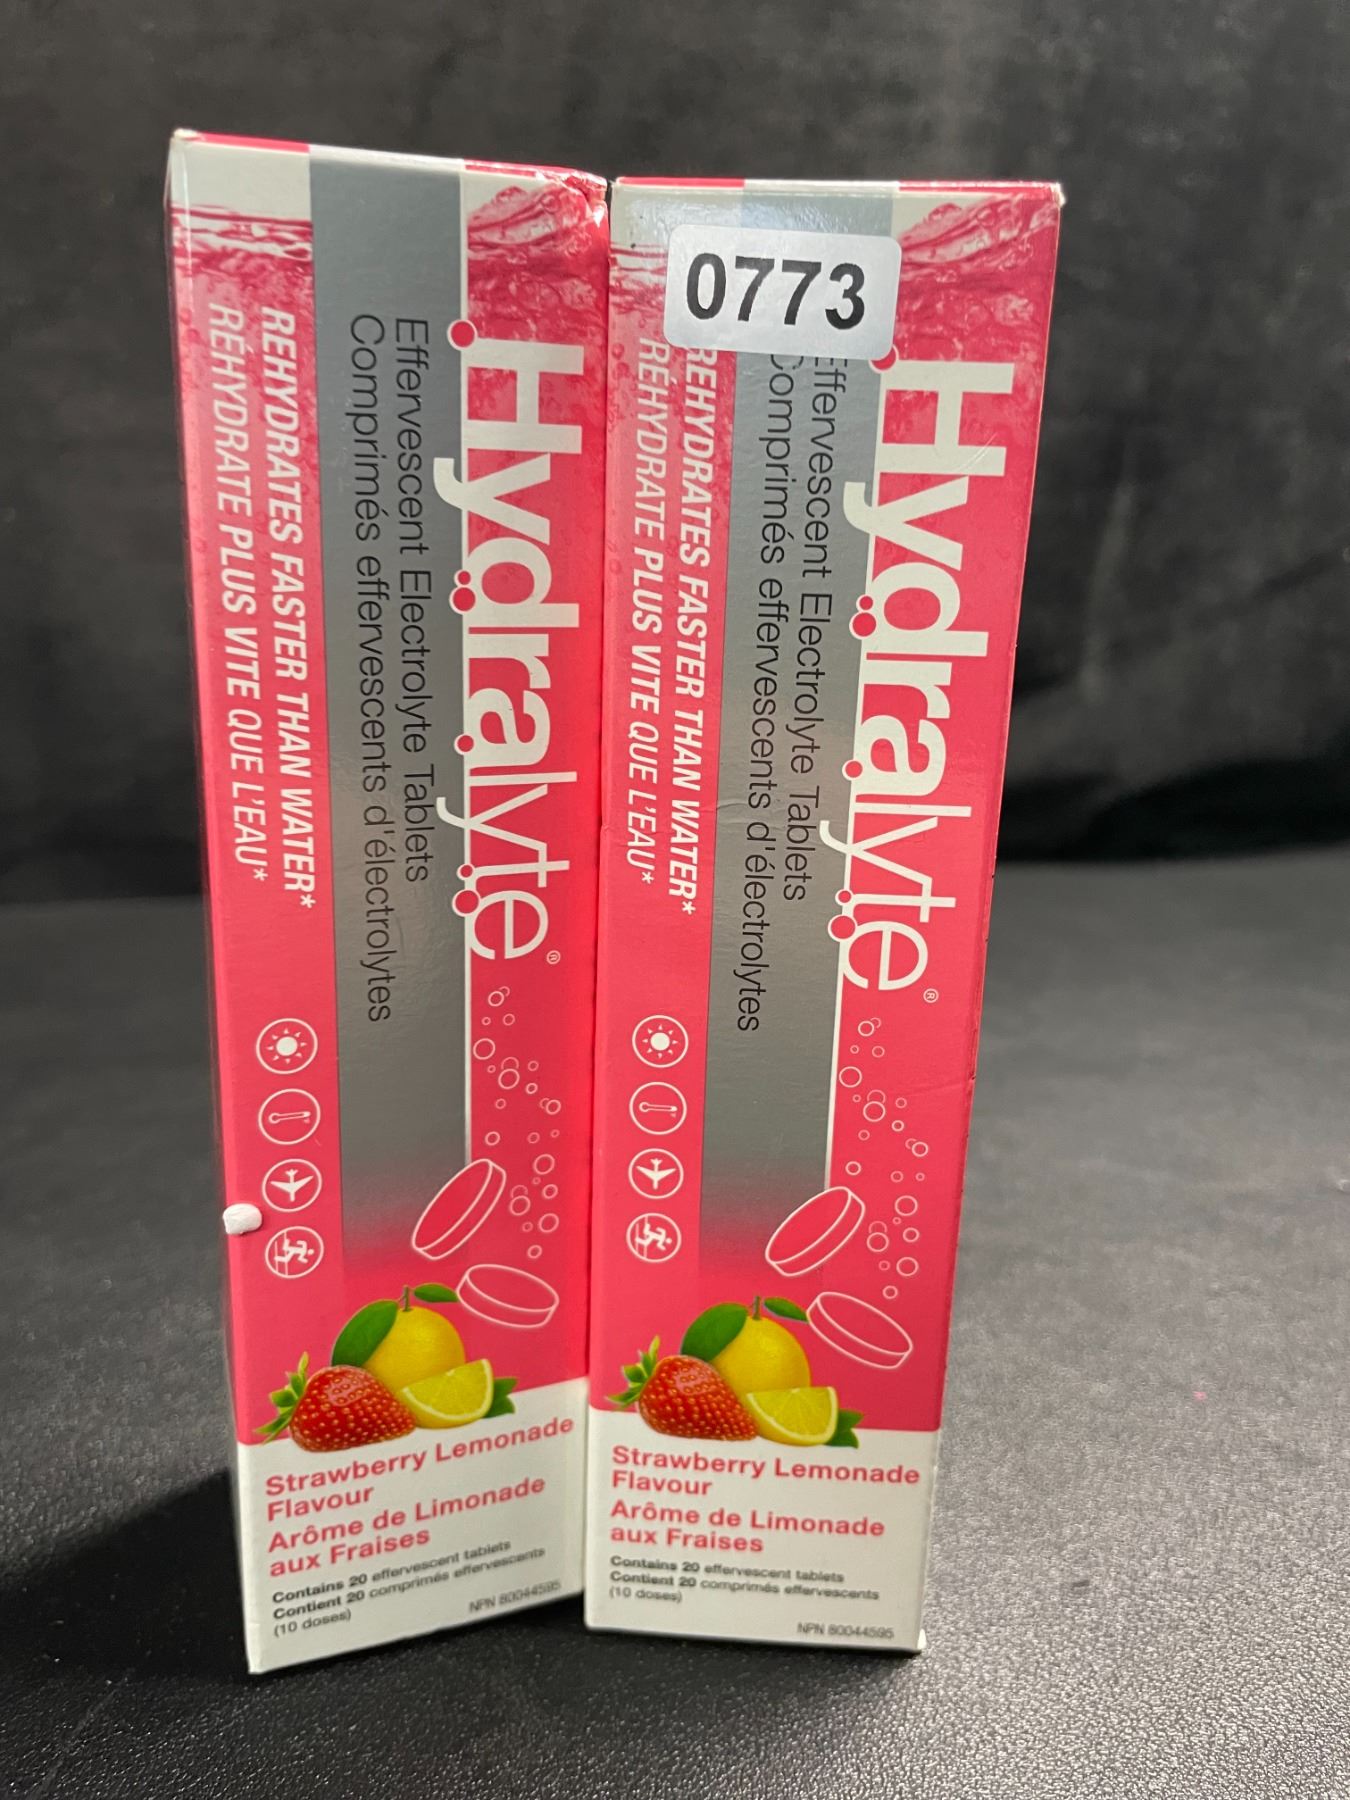 Hydralyte®
Effervescent Electrolyte Tablets
Comprimés effervescents d'électrolytes
REHYDRATES FASTER THAN WATER*
RÉHYDRATE PLUS VITE QUE L'EAU*
Strawberry Lemonade
Flavour
Arôme de Limonade
aux Fraises
Contains 20 effervescent tablets
Contient 20 comprimés effervescents
(10 doses)
NPN 80044595
0773
Hydralyte®
Effervescent Electrolyte Tablets
Comprimés effervescents d'électrolytes
REHYDRATES FASTER THAN WATER*
RÉHYDRATE PLUS VITE QUE L'EAU*
Strawberry Lemonade
Flavour
Arôme de Limonade
aux Fraises
Contains 20 effervescent tablets
Contient 20 comprimés effervescents
(10 doses)
NPN 80044595